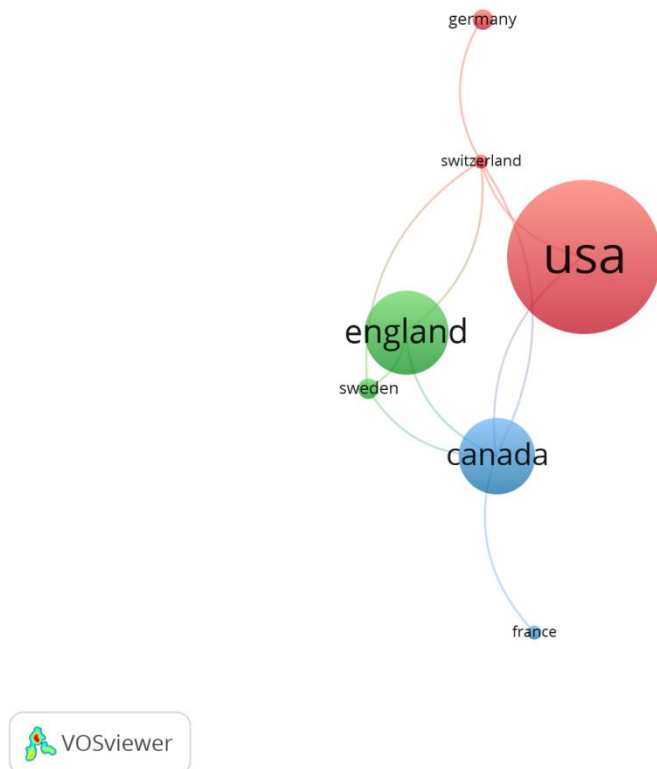 germany
switzerland
usa
england
sweden
canada
france
VOSviewer